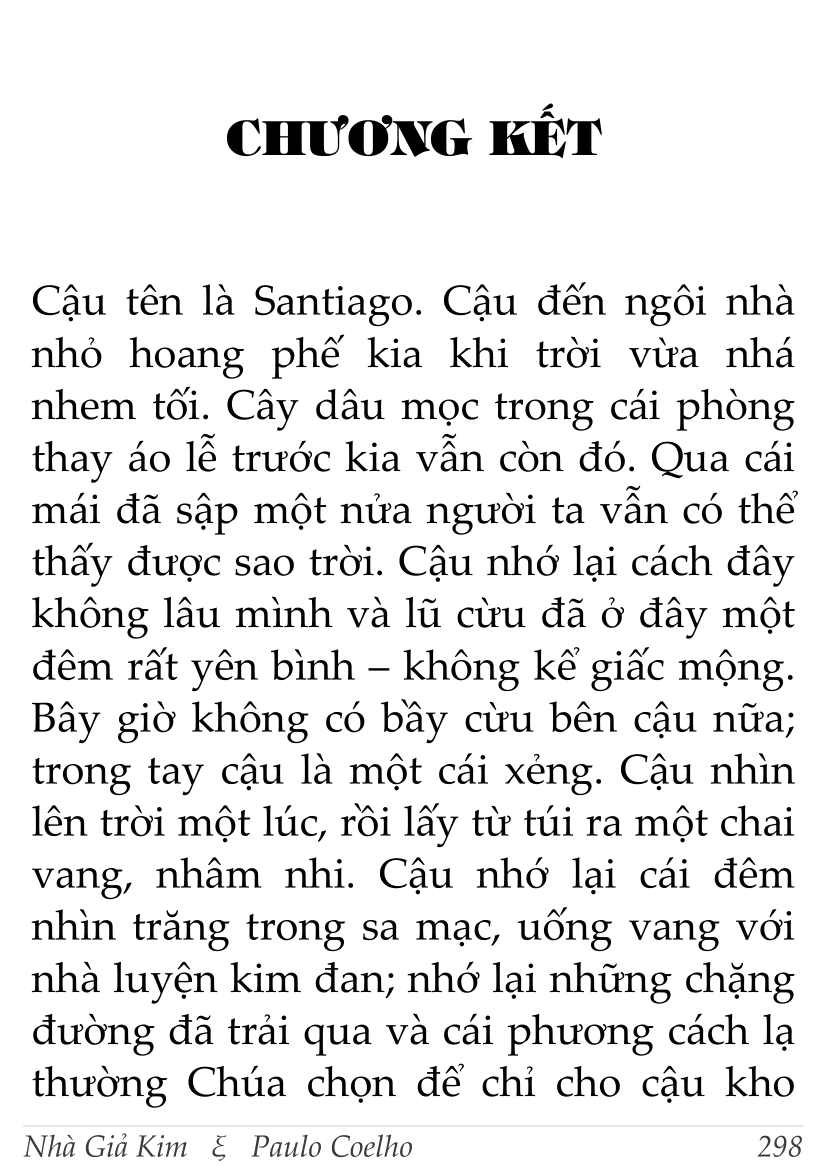 CHƯƠNG KẾT
Cậu tên là Santiago. Cậu đến ngôi nhà
nhỏ hoang phế kia khi trời vừa nhá
nhem tối. Cây dâu mọc trong cái phòng
thay áo lễ trước kia vẫn còn đó. Qua cái
mái đã sập một nửa người ta vẫn có thể
thấy được sao trời. Cậu nhớ lại cách đây
không lâu mình và lũ cừu đã ở đây một
đêm rất yên bình – không kể giấc mộng.
Bây giờ không có bầy cừu bên cậu nữa;
trong tay cậu là một cái xẻng. Cậu nhìn
lên trời một lúc, rồi lấy từ túi ra một chai
vang, nhâm nhi. Cậu nhớ lại cái đêm
nhìn trăng trong sa mạc, uống vang với
nhà luyện kim đan; nhớ lại những chặng
đường đã trải qua và cái phương cách lạ
thường Chúa chọn để chỉ cho cậu kho
Nhà Giả Kim ξ Paulo Coelho 298